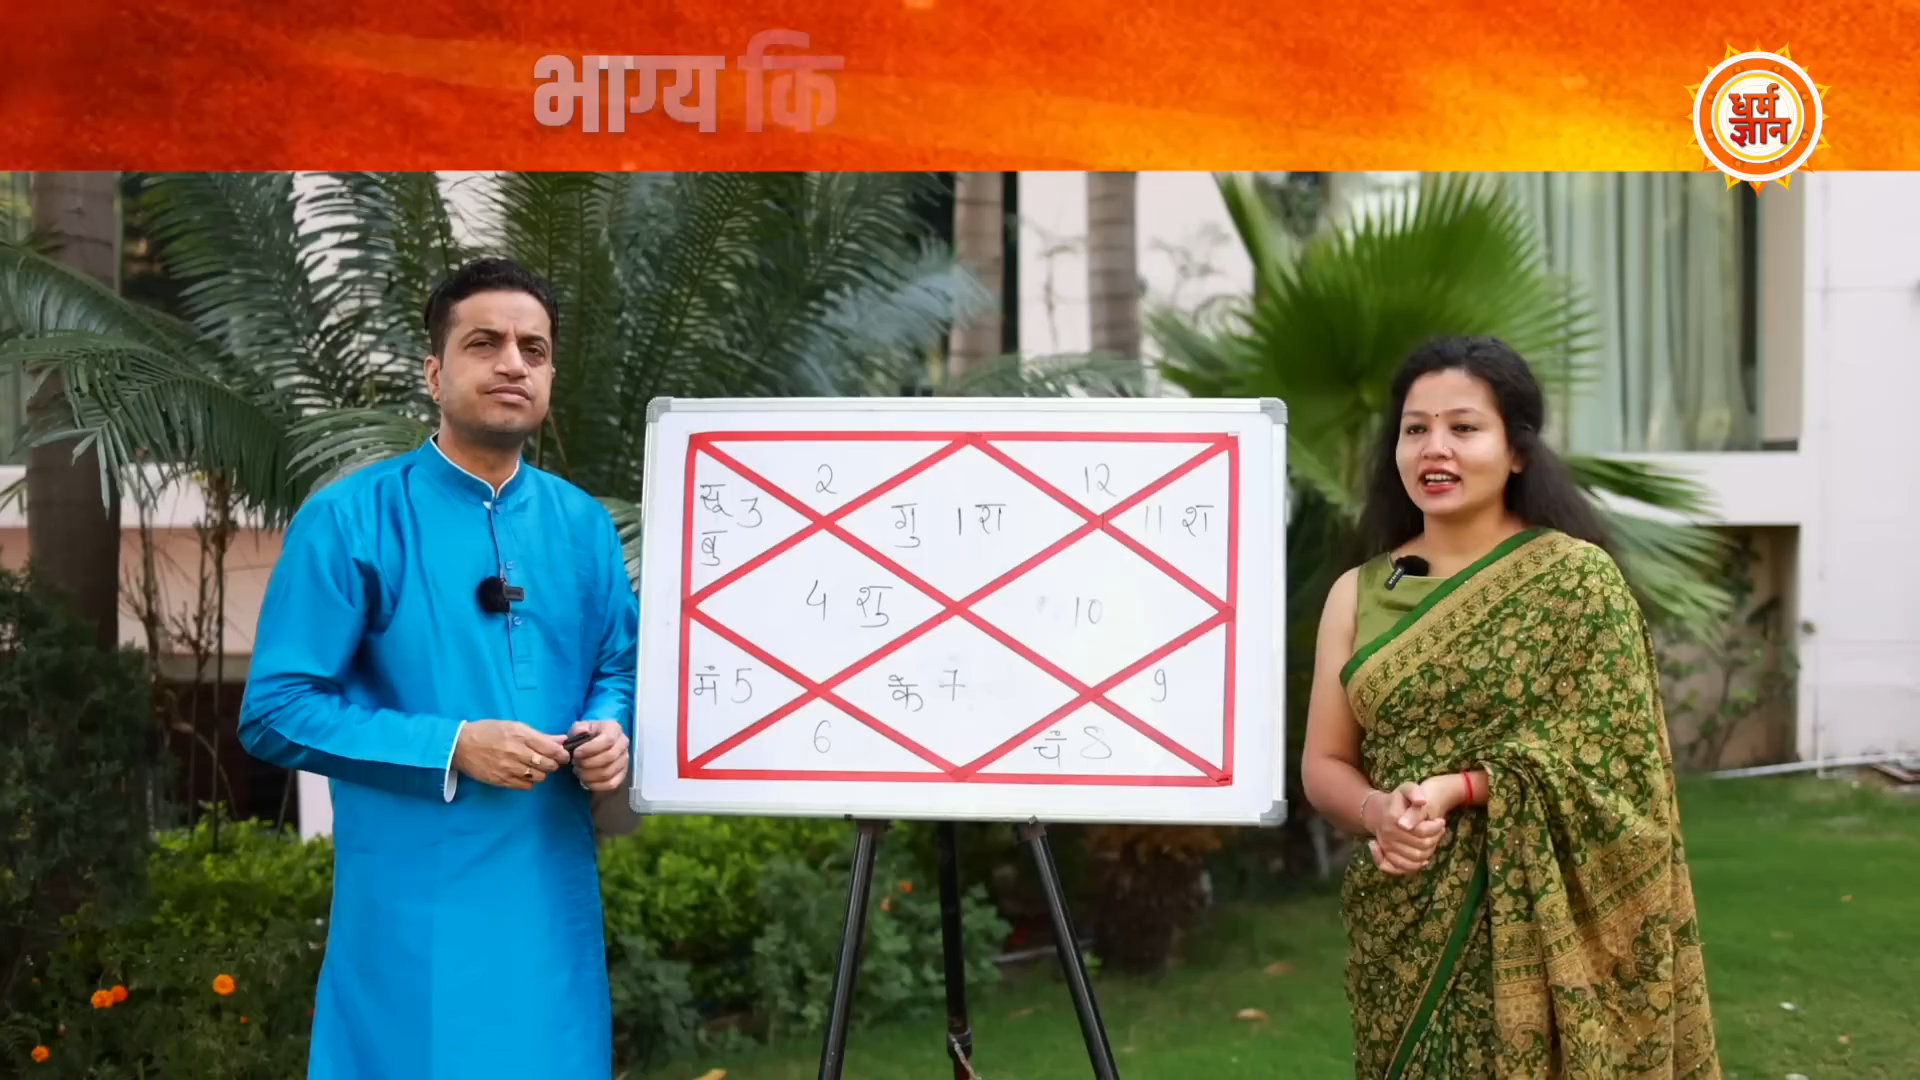 भाग्य कि
धर्म
ज्ञान
2
12
सू 3
बु
गु 1 रा
11 श
4 शु
10
मं 5
के 7
9
6
चं 8